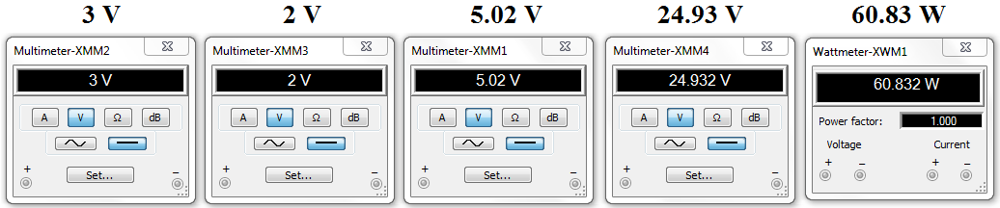 3 V 2 V 5.02 V 24.93 V 60.83 W
Multimeter-XMM2 Multimeter-XMM3 Multimeter-XMM1 Multimeter-XMM4 Wattmeter-XWM1
3 V 2 V 5.02 V 24.932 V 60.832 W
A V Ω dB A V Ω dB A V Ω dB A V Ω dB Power factor: 1.000
Voltage Current
+ Set... − + Set... − + Set... − + Set... − + − + −